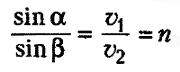 sin α / sin β = v₁ / v₂ = n